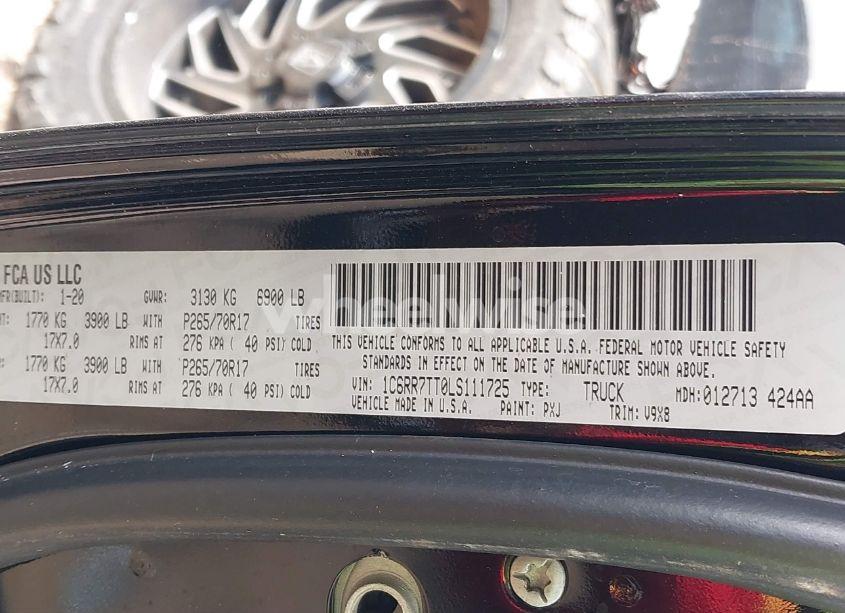 FCA US LLC
MFR(BUILT): 1-20 GVWR: 3130 KG 6900 LB
NT: 1770 KG 3900 LB WITH P265/70R17 TIRES
17X7.0 RIMS AT 276 KPA ( 40 PSI) COLD
1770 KG 3900 LB WITH P265/70R17 TIRES
17X7.0 RIMS AT 276 KPA ( 40 PSI) COLD
THIS VEHICLE CONFORMS TO ALL APPLICABLE U.S.A. FEDERAL MOTOR VEHICLE SAFETY
STANDARDS IN EFFECT ON THE DATE OF MANUFACTURE SHOWN ABOVE.
VIN: 1C6RR7TT0LS111725 TYPE: TRUCK MDH: 012713 424AA
VEHICLE MADE IN U.S.A. PAINT: PXJ TRIM: V9X8
wheelwise